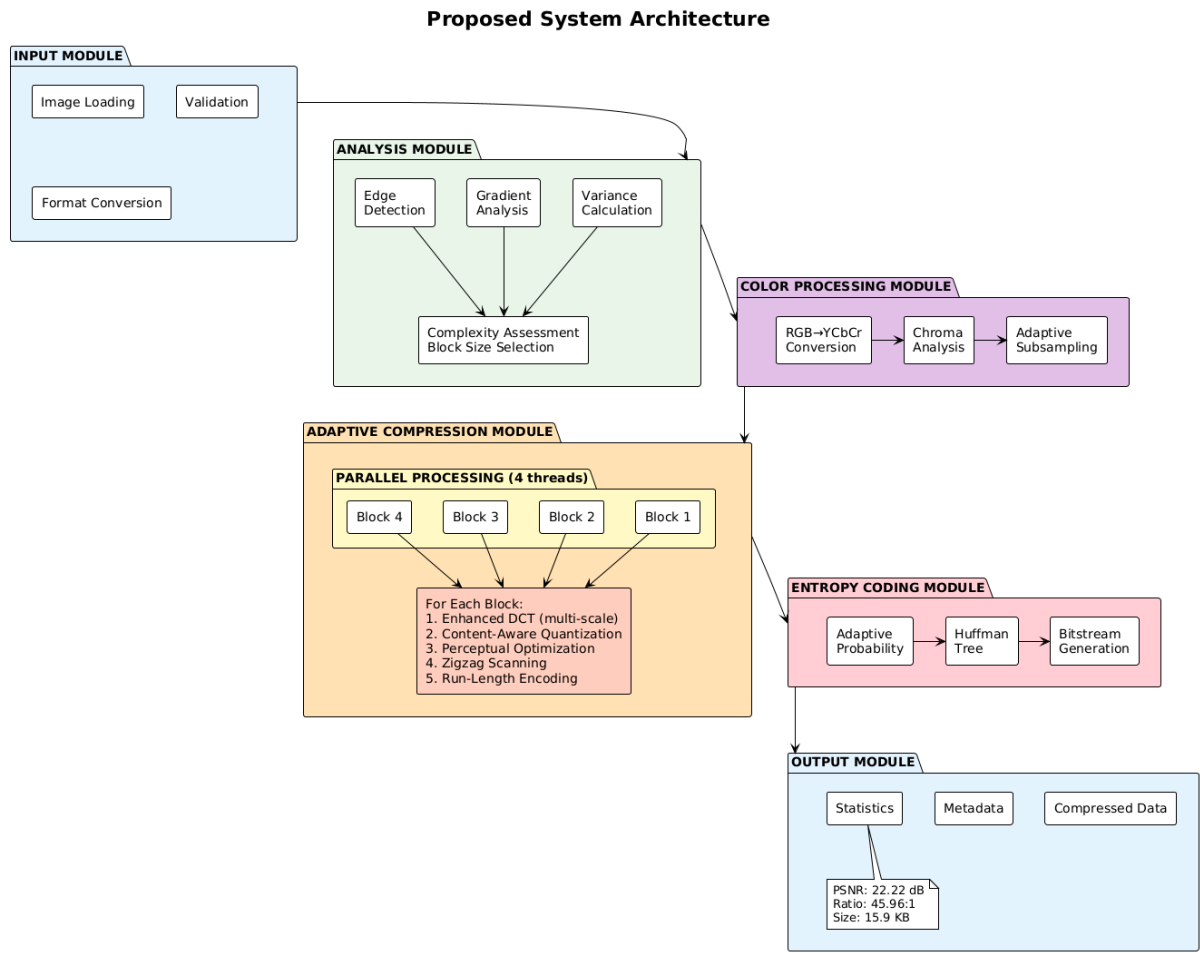 Proposed System Architecture
INPUT MODULE
Image Loading
Validation
Format Conversion
ANALYSIS MODULE
Edge
Detection
Gradient
Analysis
Variance
Calculation
Complexity Assessment
Block Size Selection
COLOR PROCESSING MODULE
RGB→YCbCr
Conversion
Chroma
Analysis
Adaptive
Subsampling
ADAPTIVE COMPRESSION MODULE
PARALLEL PROCESSING (4 threads)
Block 4
Block 3
Block 2
Block 1
For Each Block:
1. Enhanced DCT (multi-scale)
2. Content-Aware Quantization
3. Perceptual Optimization
4. Zigzag Scanning
5. Run-Length Encoding
ENTROPY CODING MODULE
Adaptive
Probability
Huffman
Tree
Bitstream
Generation
OUTPUT MODULE
Statistics
Metadata
Compressed Data
PSNR: 22.22 dB
Ratio: 45.96:1
Size: 15.9 KB